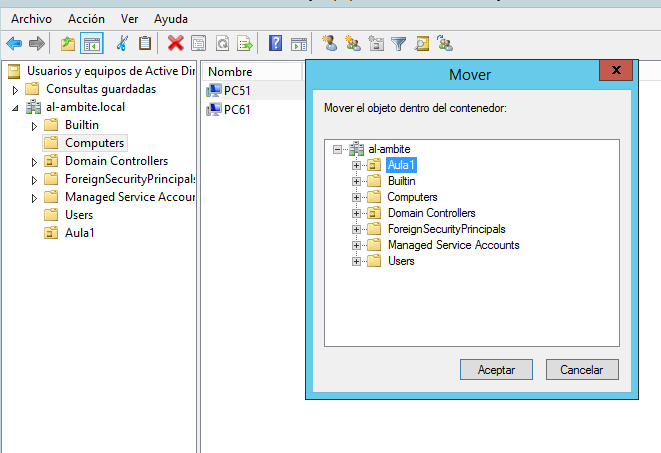 Archivo Acción Ver Ayuda
Usuarios y equipos de Active Dir
Consultas guardadas
al-ambite.local
Builtin
Computers
Domain Controllers
ForeignSecurityPrincipals
Managed Service Accoun
Users
Aula1
Nombre
PC51
PC61
Mover
X
Mover el objeto dentro del contenedor:
al-ambite
Aula1
Builtin
Computers
Domain Controllers
ForeignSecurityPrincipals
Managed Service Accounts
Users
Aceptar Cancelar